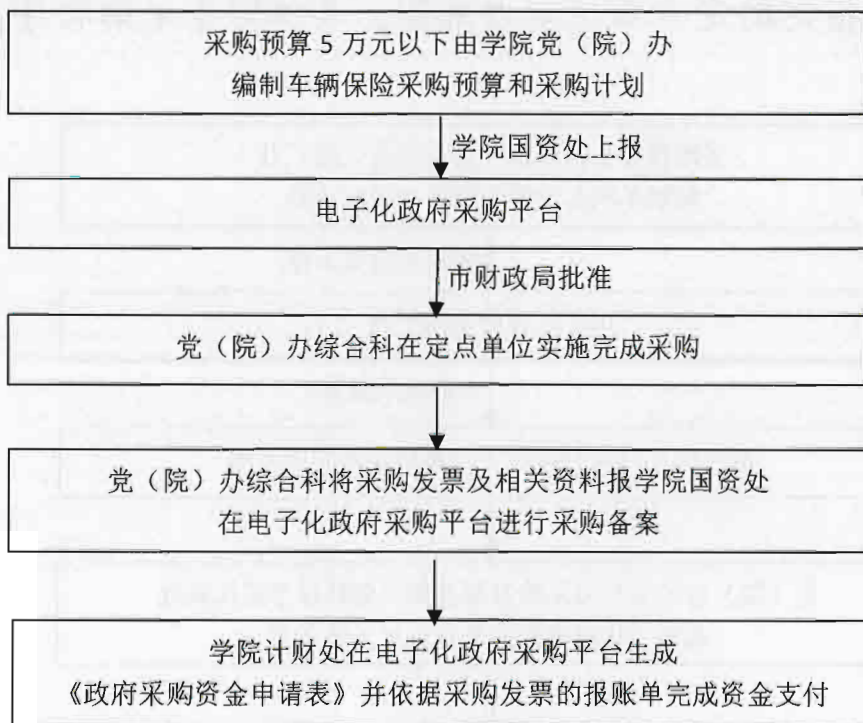 采购预算5万元以下由学院党（院）办
编制车辆保险采购预算和采购计划
学院国资处上报
电子化政府采购平台
市财政局批准
党（院）办综合科在定点单位实施完成采购
党（院）办综合科将采购发票及相关资料报学院国资处
在电子化政府采购平台进行采购备案
学院计财处在电子化政府采购平台生成
《政府采购资金申请表》并依据采购发票的报账单完成资金支付